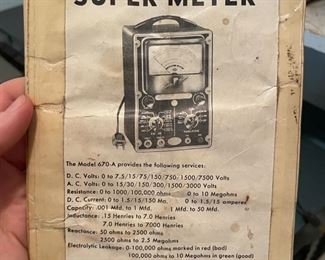 SUPER METER
The Model 670-A provides the following services:
D. C. Volts: 0 to 7.5/15/75/150/750/1500/7500 Volts
A. C. Volts: 0 to 15/30/150/300/1500/3000 Volts
Resistance: 0 to 1000/100,000 ohms. 0 to 10 Megohms
D. C. Current: 0 to 1.5/15/150 Ma. 0 to 1.5/15 amperes
Capacity: .001 Mfd. to 1 Mfd. .1 Mfd. to 50 Mfd.
Inductance: .15 Henries to 7.0 Henries
7.0 Henries to 7000 Henries
Reactance: 50 ohms to 2500 ohms
2500 ohms to 2.5 Megohms
Electrolytic Leakage: 0-100,000 ohms marked in red (bad)
100,000 ohms to 10 Megohms in green (good)